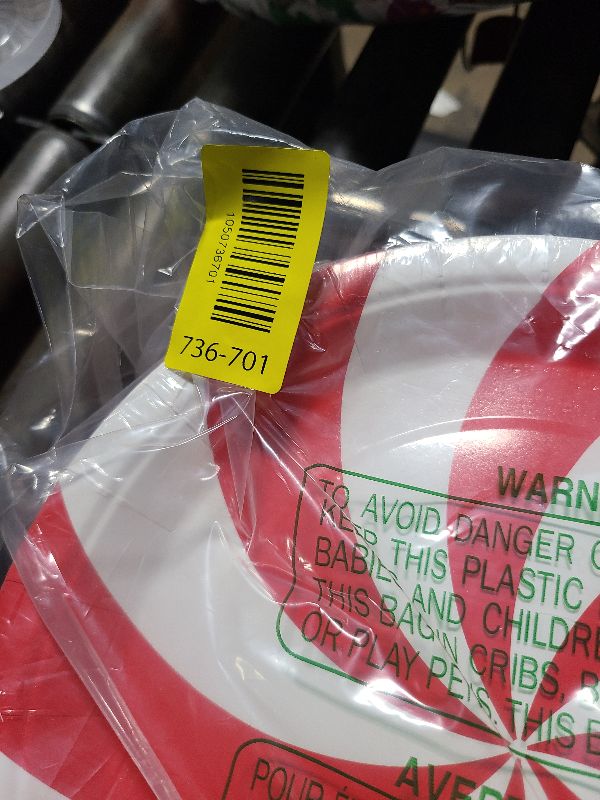 1050736701
736-701
WARN
TO AVOID DANGER
KEEP THIS PLASTIC
BABIES AND CHILDRE
THIS BAG IN CRIBS,
OR PLAY PENS. THIS B
AVER
POUR